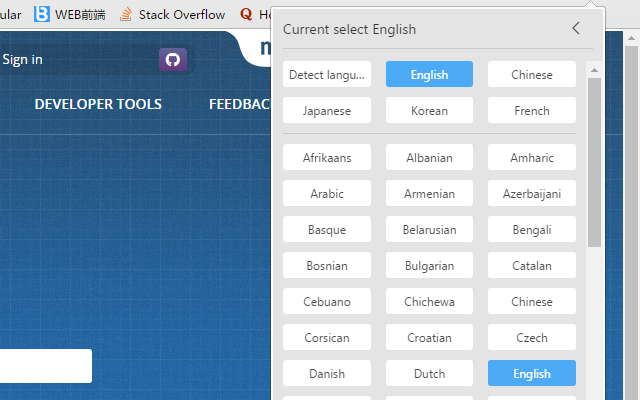 ular WEB前端 Stack Overflow
Current select English
Sign in
Detect langu... English Chinese
DEVELOPER TOOLS
Japanese Korean French
Afrikaans Albanian Amharic
Arabic Armenian Azerbaijani
Basque Belarusian Bengali
Bosnian Bulgarian Catalan
Cebuano Chichewa Chinese
Corsican Croatian Czech
Danish Dutch English